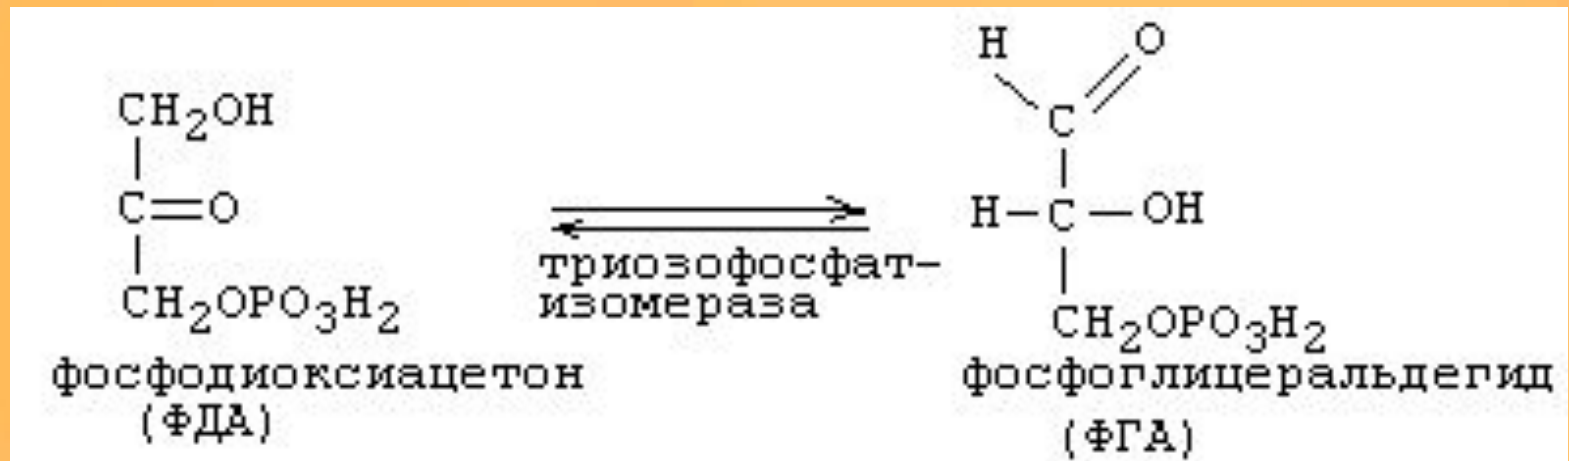 CH₂OH
C=O
CH₂OPO₃H₂
фосфодиоксиацетон
(ФДА)
триозофосфат-
изомераза
H O
C
H-C-OH
CH₂OPO₃H₂
фосфоглицеральдегид
(ФГА)